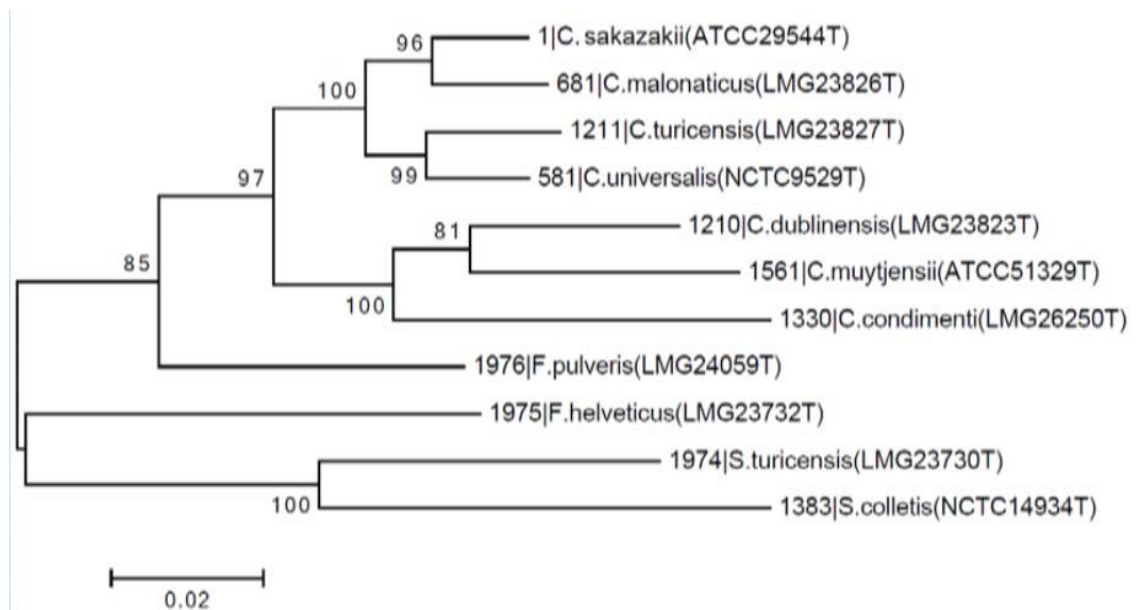 96
1|C. sakazakii(ATCC29544T)
681|C.malonaticus(LMG23826T)
100
1211|C.turicensis(LMG23827T)
99
581|C.universalis(NCTC9529T)
97
81
1210|C.dublinensis(LMG23823T)
1561|C.muytjensii(ATCC51329T)
85
100
1330|C.condimenti(LMG26250T)
1976|F.pulveris(LMG24059T)
1975|F.helveticus(LMG23732T)
1974|S.turicensis(LMG23730T)
100
1383|S.colletis(NCTC14934T)
0.02